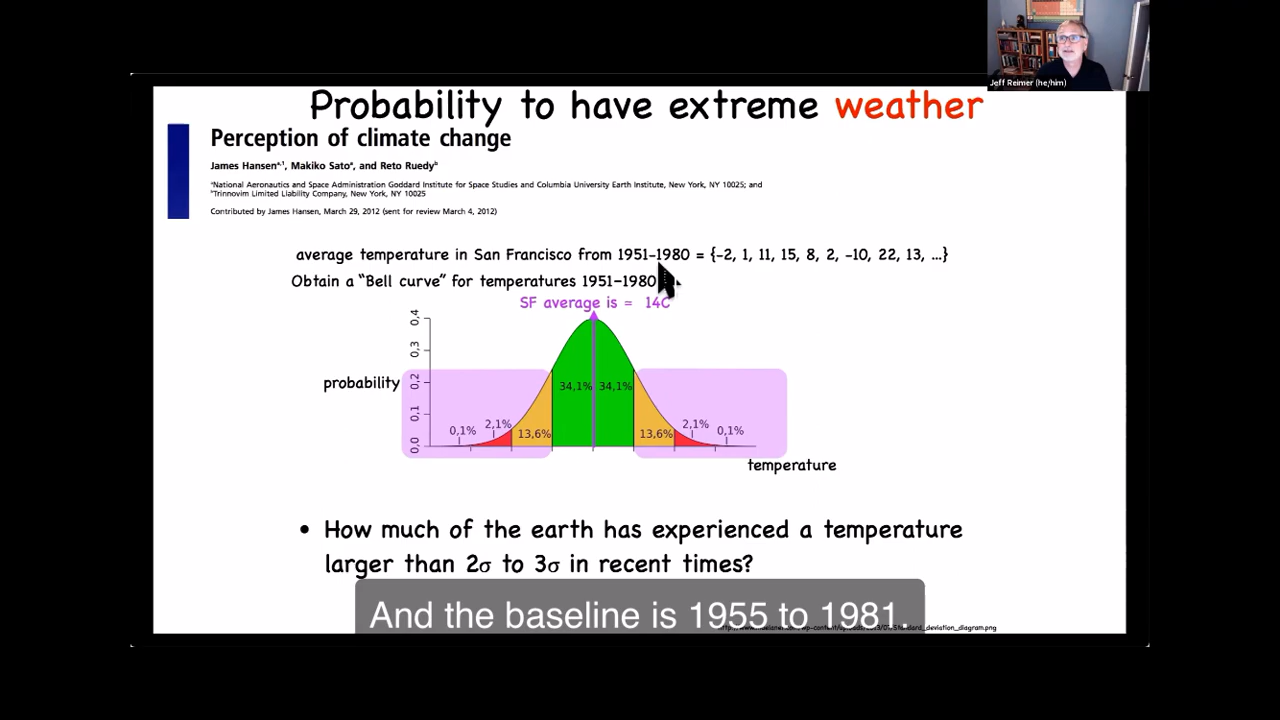 Jeff Reimer (he/him)
Probability to have extreme weather
Perception of climate change
James Hansena,1, Makiko Satoa, and Reto Ruedyb
aNational Aeronautics and Space Administration Goddard Institute for Space Studies and Columbia University Earth Institute, New York, NY 10025; and
bTrinnovim Limited Liability Company, New York, NY 10025
Contributed by James Hansen, March 29, 2012 (sent for review March 4, 2012)
average temperature in San Francisco from 1951-1980 = {-2, 1, 11, 15, 8, 2, -10, 22, 13, ...}
Obtain a “Bell curve” for temperatures 1951-1980
SF average is = 14C
0,4
0,3
0,2
0,1
0,0
probability
0,1%
2,1%
13,6%
34,1%
34,1%
13,6%
2,1%
0,1%
temperature
• How much of the earth has experienced a temperature
larger than 2σ to 3σ in recent times?
And the baseline is 1955 to 1981.